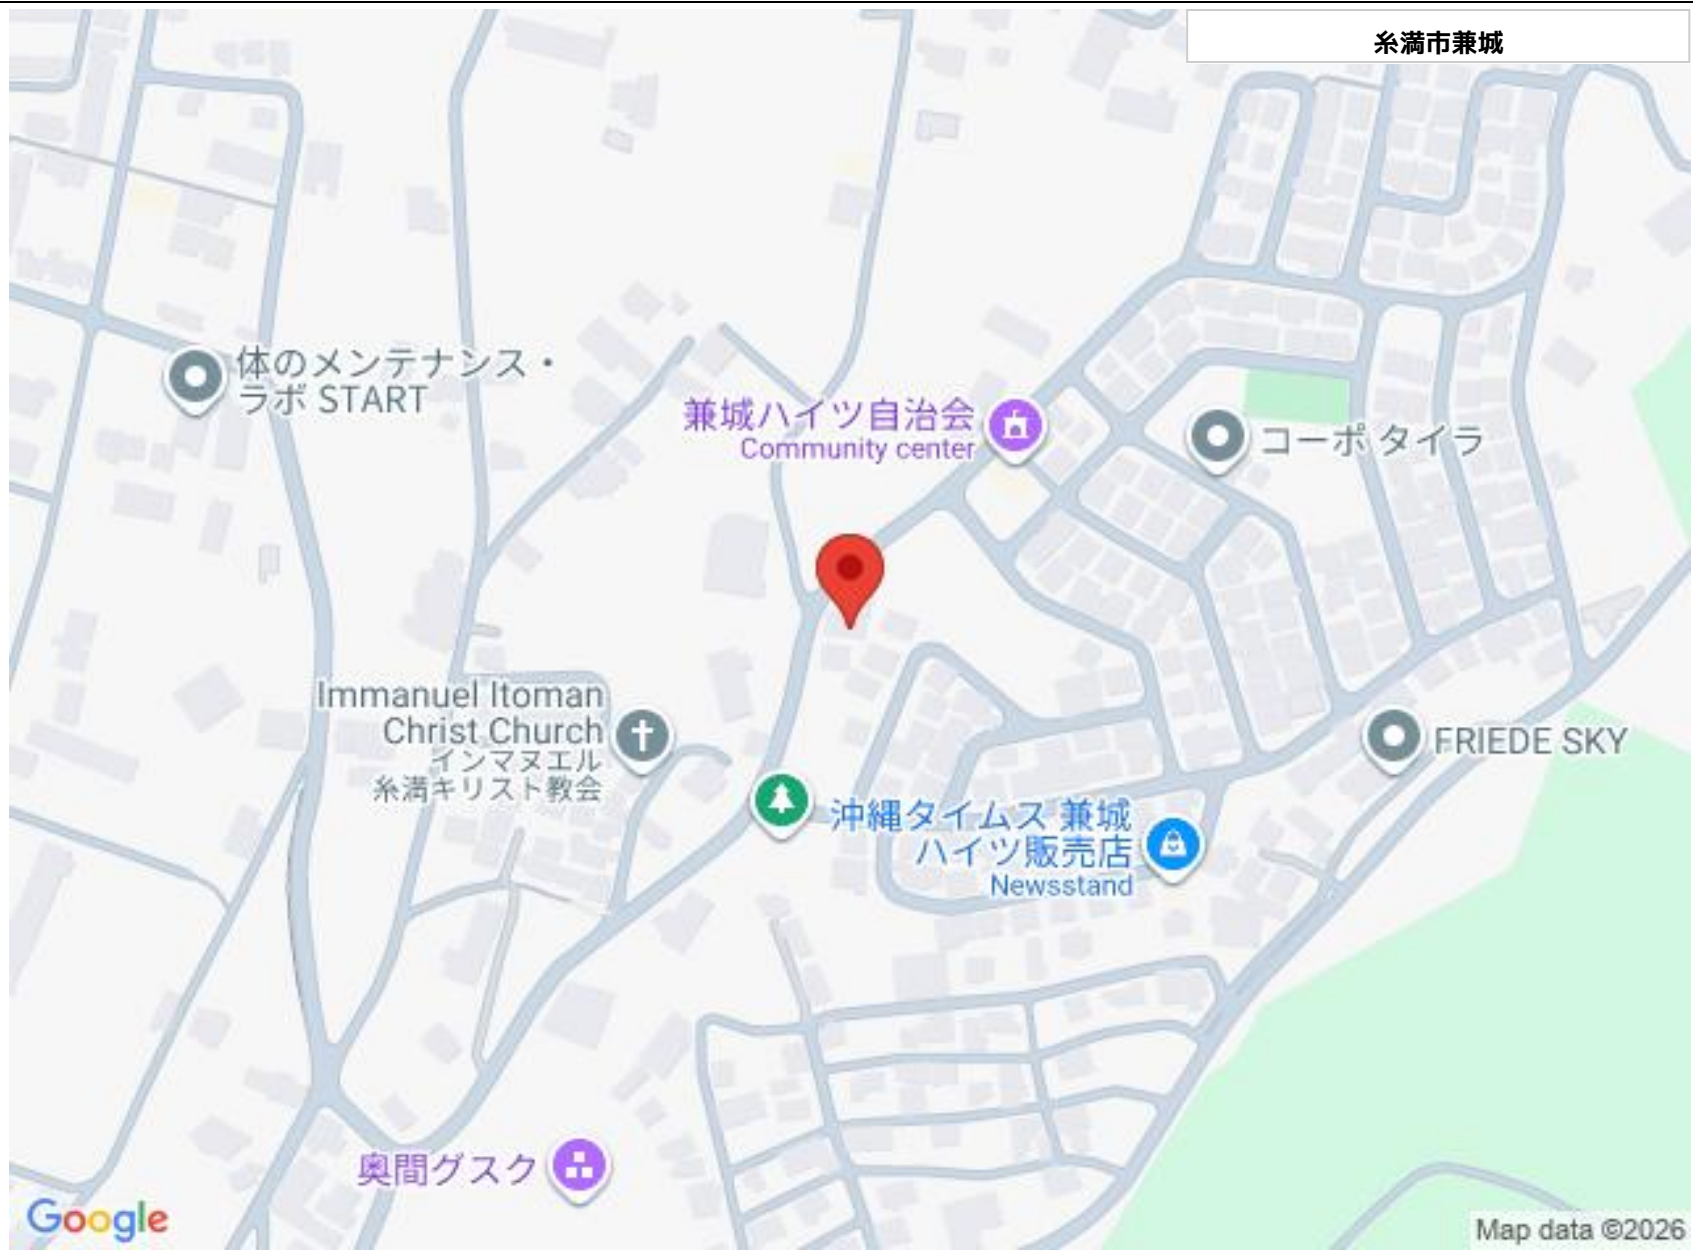 糸満市兼城
体のメンテナンス・
ラボ START
兼城ハイツ自治会
Community center
コーポ タイラ
Immanuel Itoman
Christ Church
インマヌエル
糸満キリスト教会
FRIEDE SKY
沖縄タイムス 兼城
ハイツ販売店
Newsstand
奥間グスク
Google
Map data ©2026